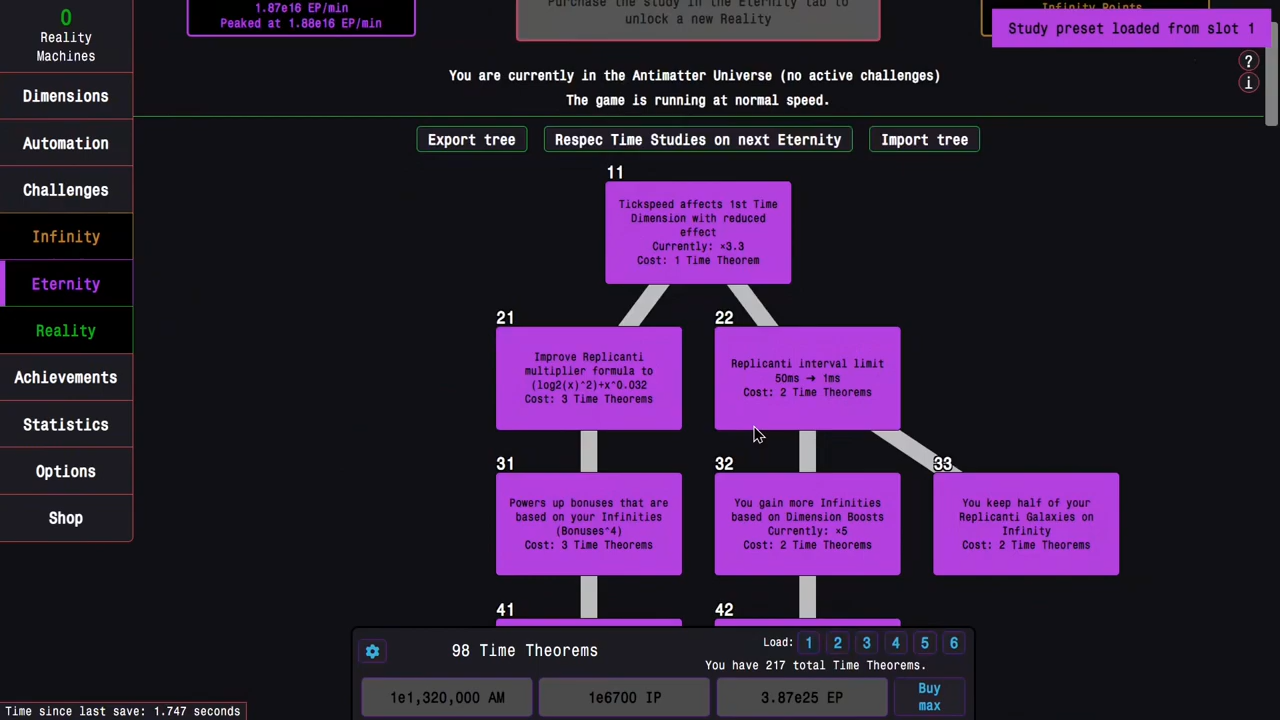 0
Reality
Machines
Dimensions
Automation
Challenges
Infinity
Eternity
Reality
Achievements
Statistics
Options
Shop
1.87e16 EP/min
Peaked at 1.88e16 EP/min
Purchase the study in the Eternity tab to
unlock a new Reality
Infinity Points
Study preset loaded from slot 1
?
i
You are currently in the Antimatter Universe (no active challenges)
The game is running at normal speed.
Export tree
Respec Time Studies on next Eternity
Import tree
11
Tickspeed affects 1st Time
Dimension with reduced
effect
Currently: ×3.3
Cost: 1 Time Theorem
21
Improve Replicanti
multiplier formula to
(log2(x)^2)+x^0.032
Cost: 3 Time Theorems
22
Replicanti interval limit
50ms → 1ms
Cost: 2 Time Theorems
31
Powers up bonuses that are
based on your Infinities
(Bonuses^4)
Cost: 3 Time Theorems
32
You gain more Infinities
based on Dimension Boosts
Currently: ×5
Cost: 2 Time Theorems
33
You keep half of your
Replicanti Galaxies on
Infinity
Cost: 2 Time Theorems
41
42
98 Time Theorems
Load: 1 2 3 4 5 6
You have 217 total Time Theorems.
1e1,320,000 AM
1e6700 IP
3.87e25 EP
Buy
max
Time since last save: 1.747 seconds